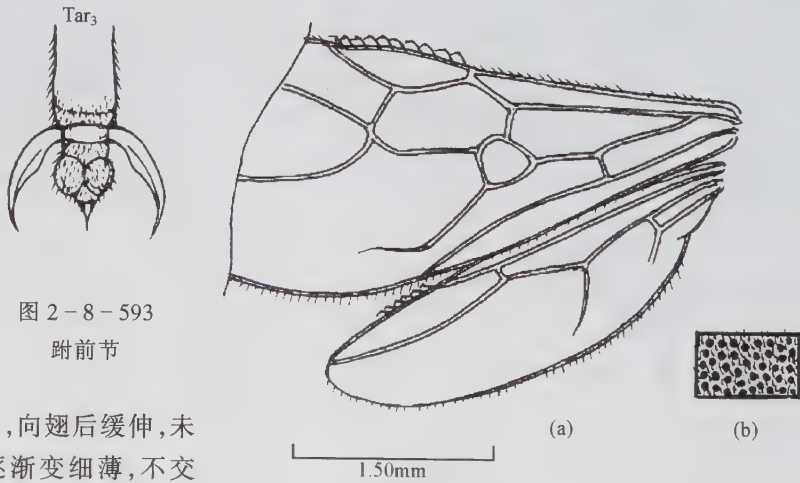 Tar₃
图 2-8-593
跗前节
(a)
(b)
1.50mm
,向翅后缓伸,未
逐渐变细薄,不交